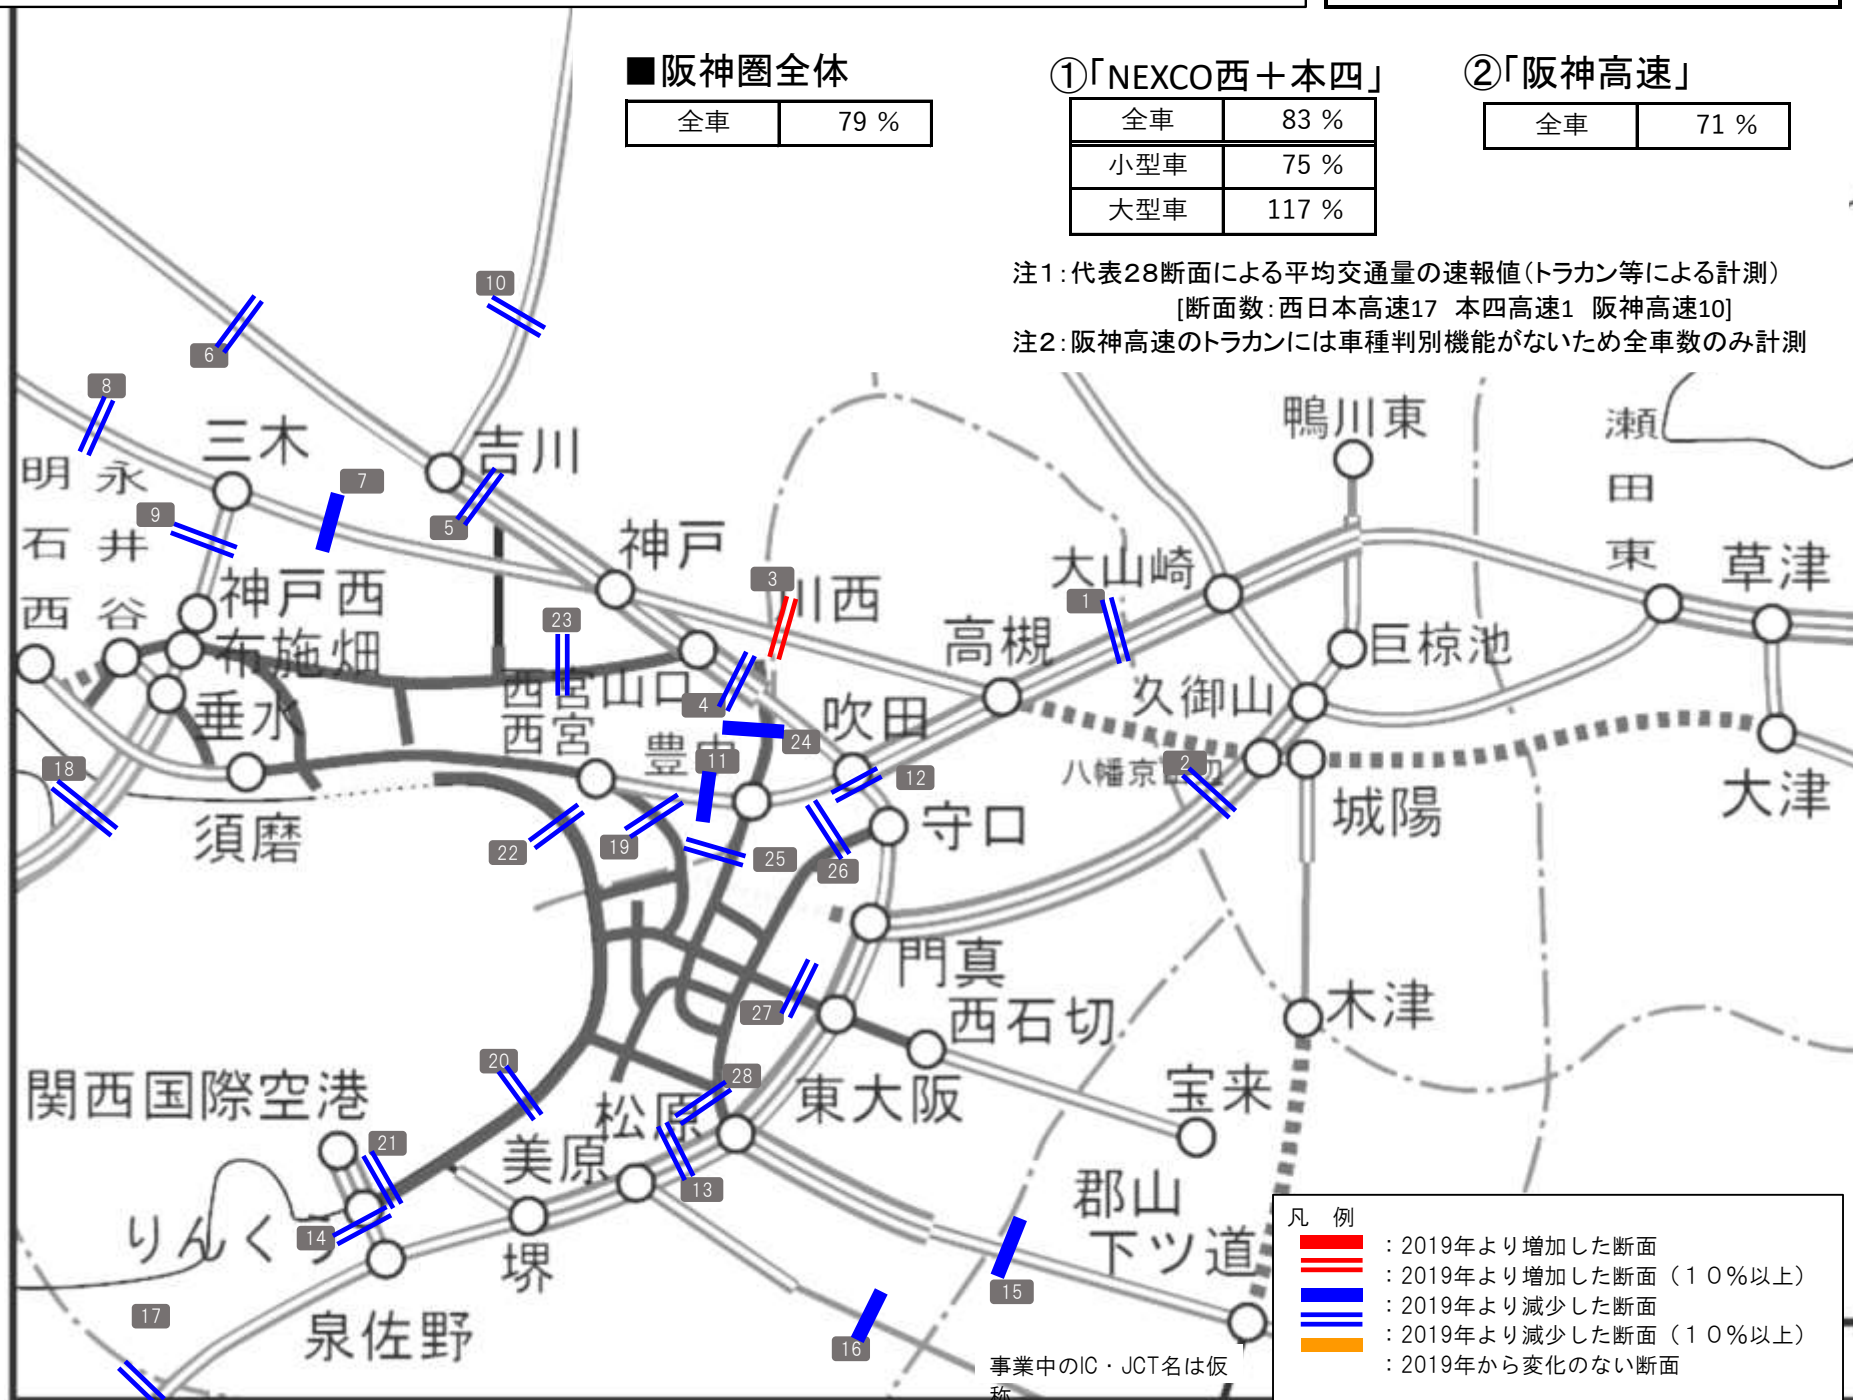 ■阪神圏全体
全車 79 %
①「NEXCO西＋本四」
全車 83 %
小型車 75 %
大型車 117 %
②「阪神高速」
全車 71 %
注1：代表28断面による平均交通量の速報値（トラカン等による計測）
[断面数：西日本高速17 本四高速1 阪神高速10]
注2：阪神高速のトラカンには車種判別機能がないため全車数のみ計測
10
6
8
三木
吉川
7
5
9
明石西
永井谷
神戸西
布施畑
神戸
23
3
川西
西宮山口
西宮
4
24
垂水
18
須磨
22
19
豊中
11
25
吹田
12
26
守口
高槻
大山崎
1
鴨川東
瀬田東
草津
巨椋池
久御山
2
城陽
大津
門真
27
西石切
木津
20
28
松原
東大阪
宝来
関西国際空港
21
美原
13
りんくう
14
堺
郡山
下ツ道
15
16
17
泉佐野
事業中のIC・JCT名は仮
称
凡 例
：2019年より増加した断面
：2019年より増加した断面（１０％以上）
：2019年より減少した断面
：2019年より減少した断面（１０％以上）
：2019年から変化のない断面